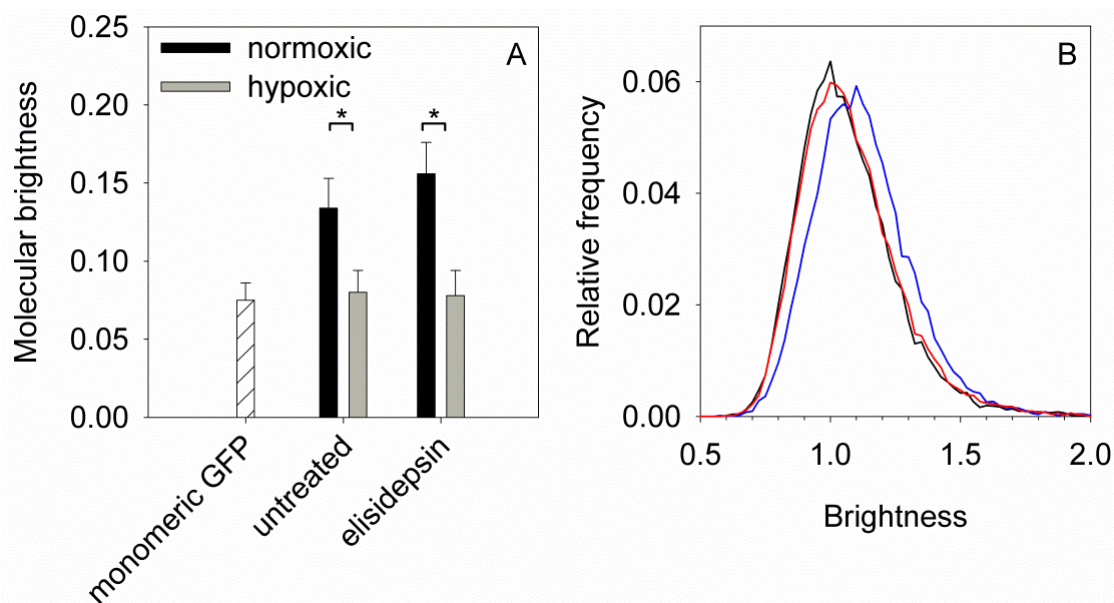 A
normoxic
hypoxic
Molecular brightness
0.25
0.20
0.15
0.10
0.05
0.00
*
*
monomeric GFP
untreated
elisidepsin
B
Relative frequency
0.06
0.04
0.02
0.00
0.5
1.0
1.5
2.0
Brightness